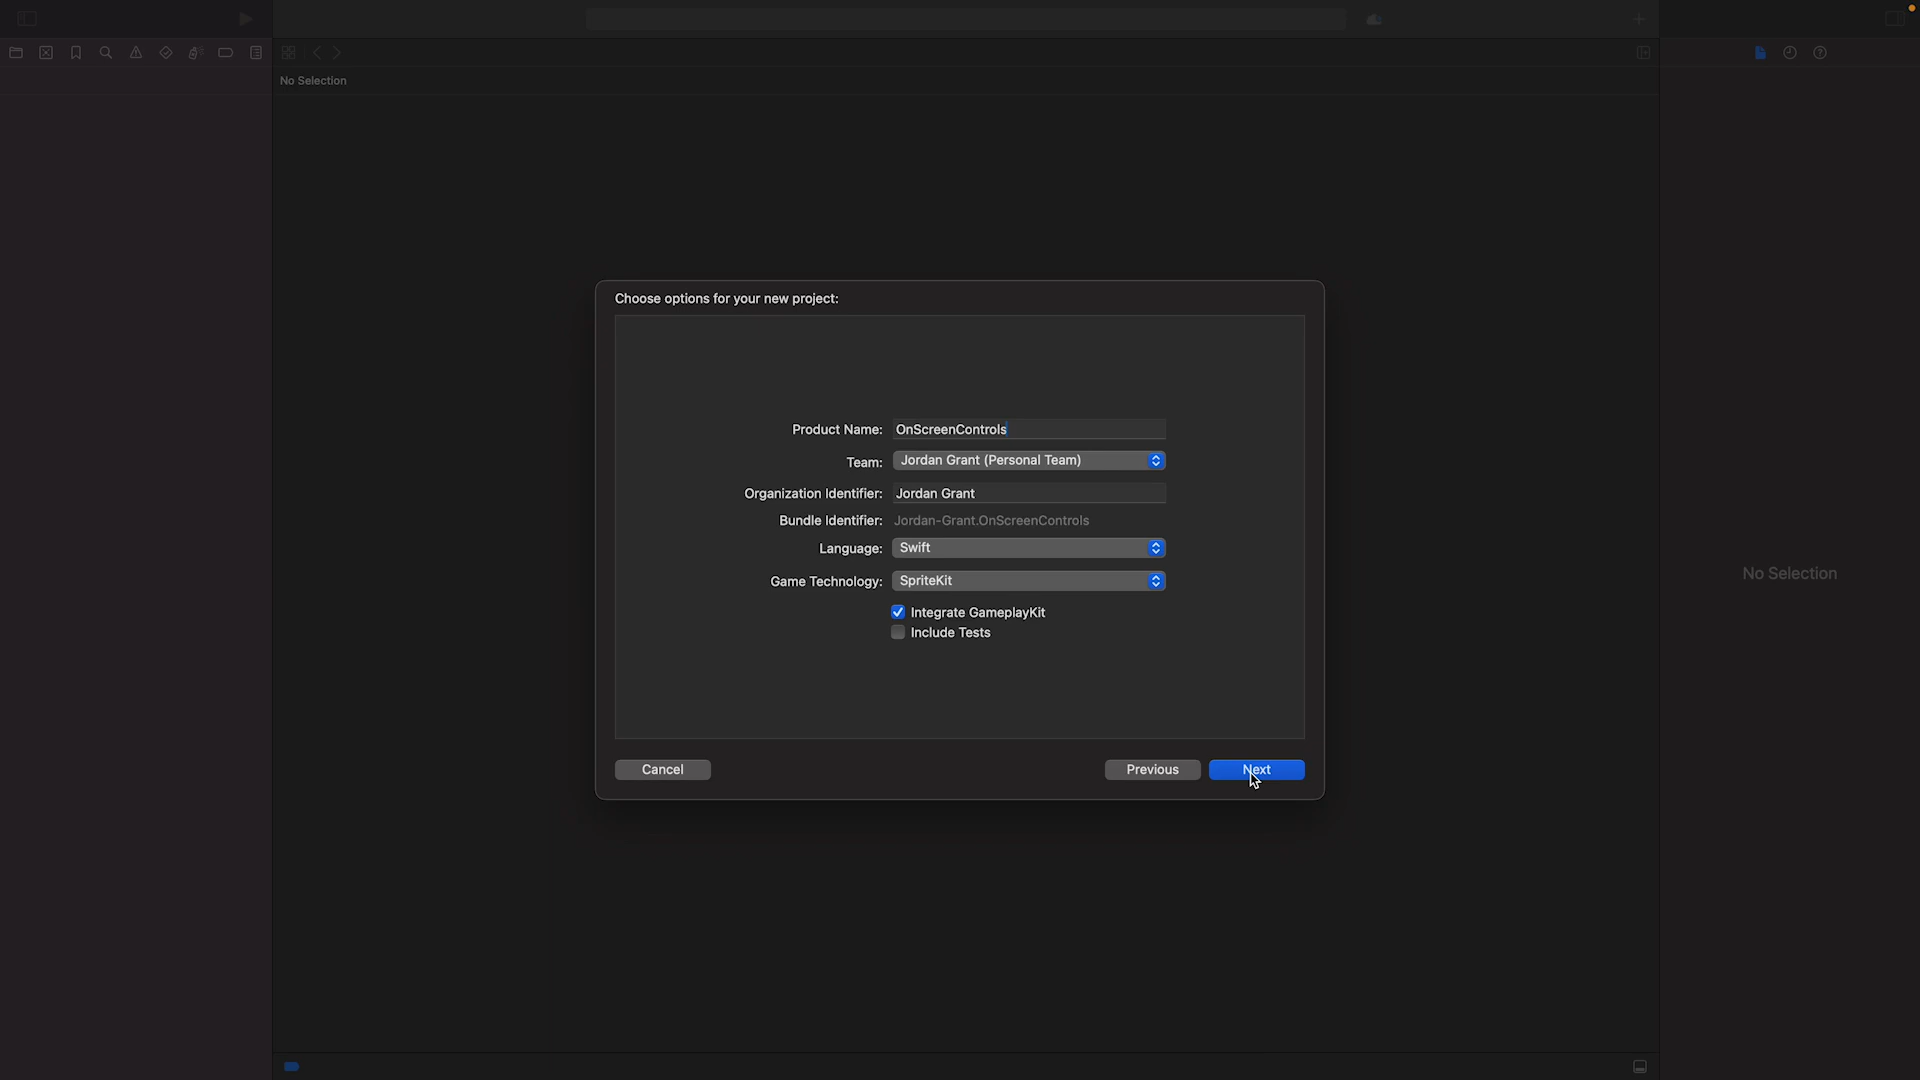 No Selection
Choose options for your new project:
Product Name: OnScreenControls
Team: Jordan Grant (Personal Team)
Organization Identifier: Jordan Grant
Bundle Identifier: Jordan-Grant.OnScreenControls
Language: Swift
Game Technology: SpriteKit
Integrate GameplayKit
Include Tests
No Selection
Cancel
Previous
Next